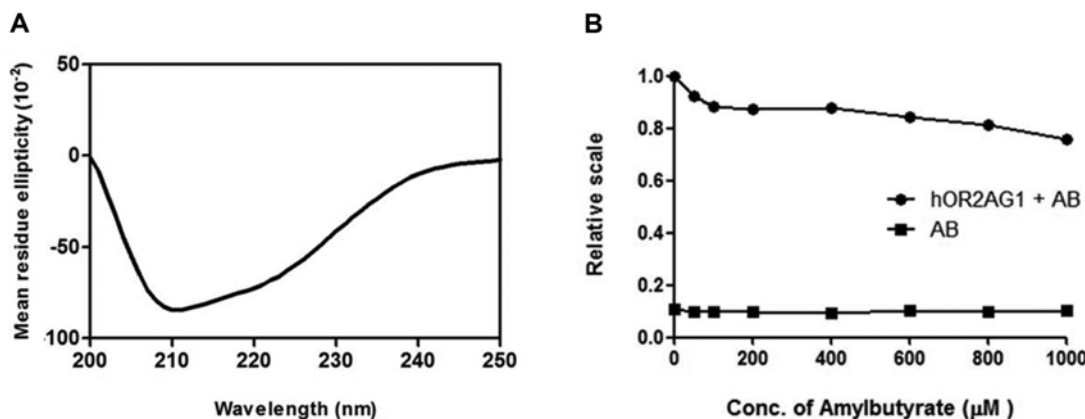 A
B
Mean residue ellipticity (10⁻²)
50
0
-50
-100
200
210
220
230
240
250
Wavelength (nm)
Relative scale
1.0
0.8
0.6
0.4
0.2
0.0
hOR2AG1 + AB
AB
0
200
400
600
800
1000
Conc. of Amylbutyrate (µM )